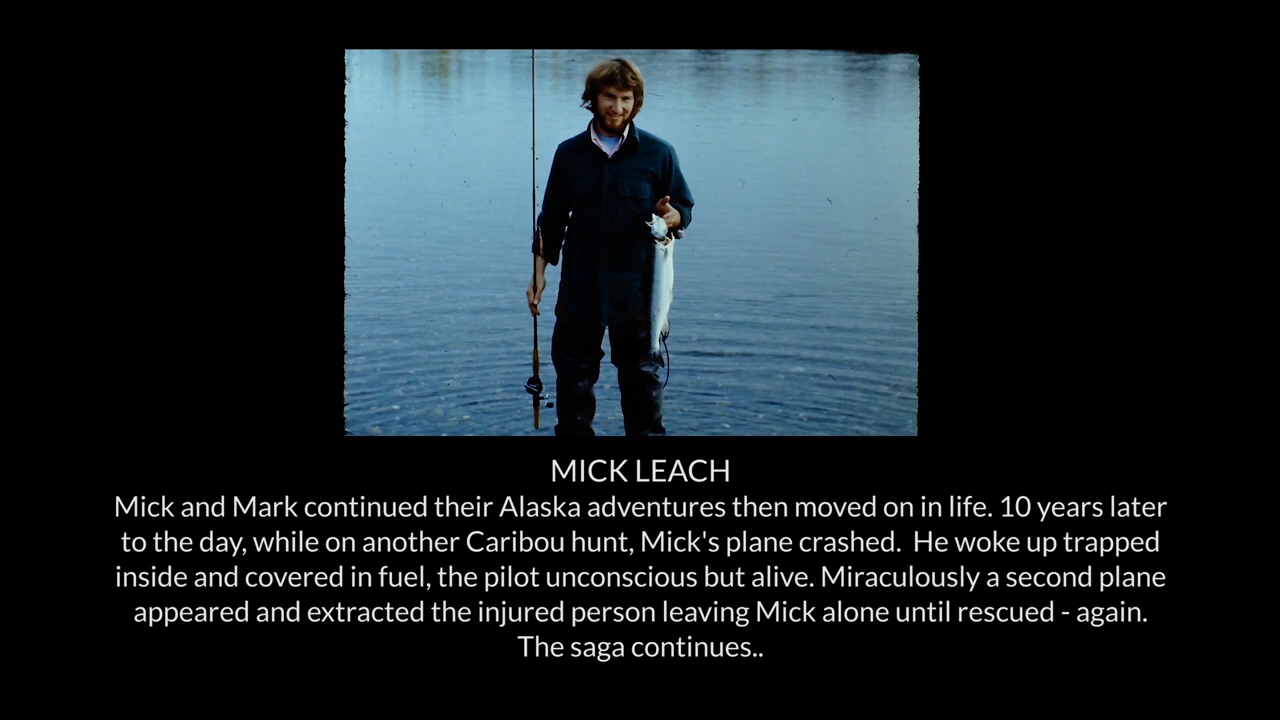 MICK LEACH
Mick and Mark continued their Alaska adventures then moved on in life. 10 years later
to the day, while on another Caribou hunt, Mick's plane crashed.  He woke up trapped
inside and covered in fuel, the pilot unconscious but alive. Miraculously a second plane
appeared and extracted the injured person leaving Mick alone until rescued - again.
The saga continues..